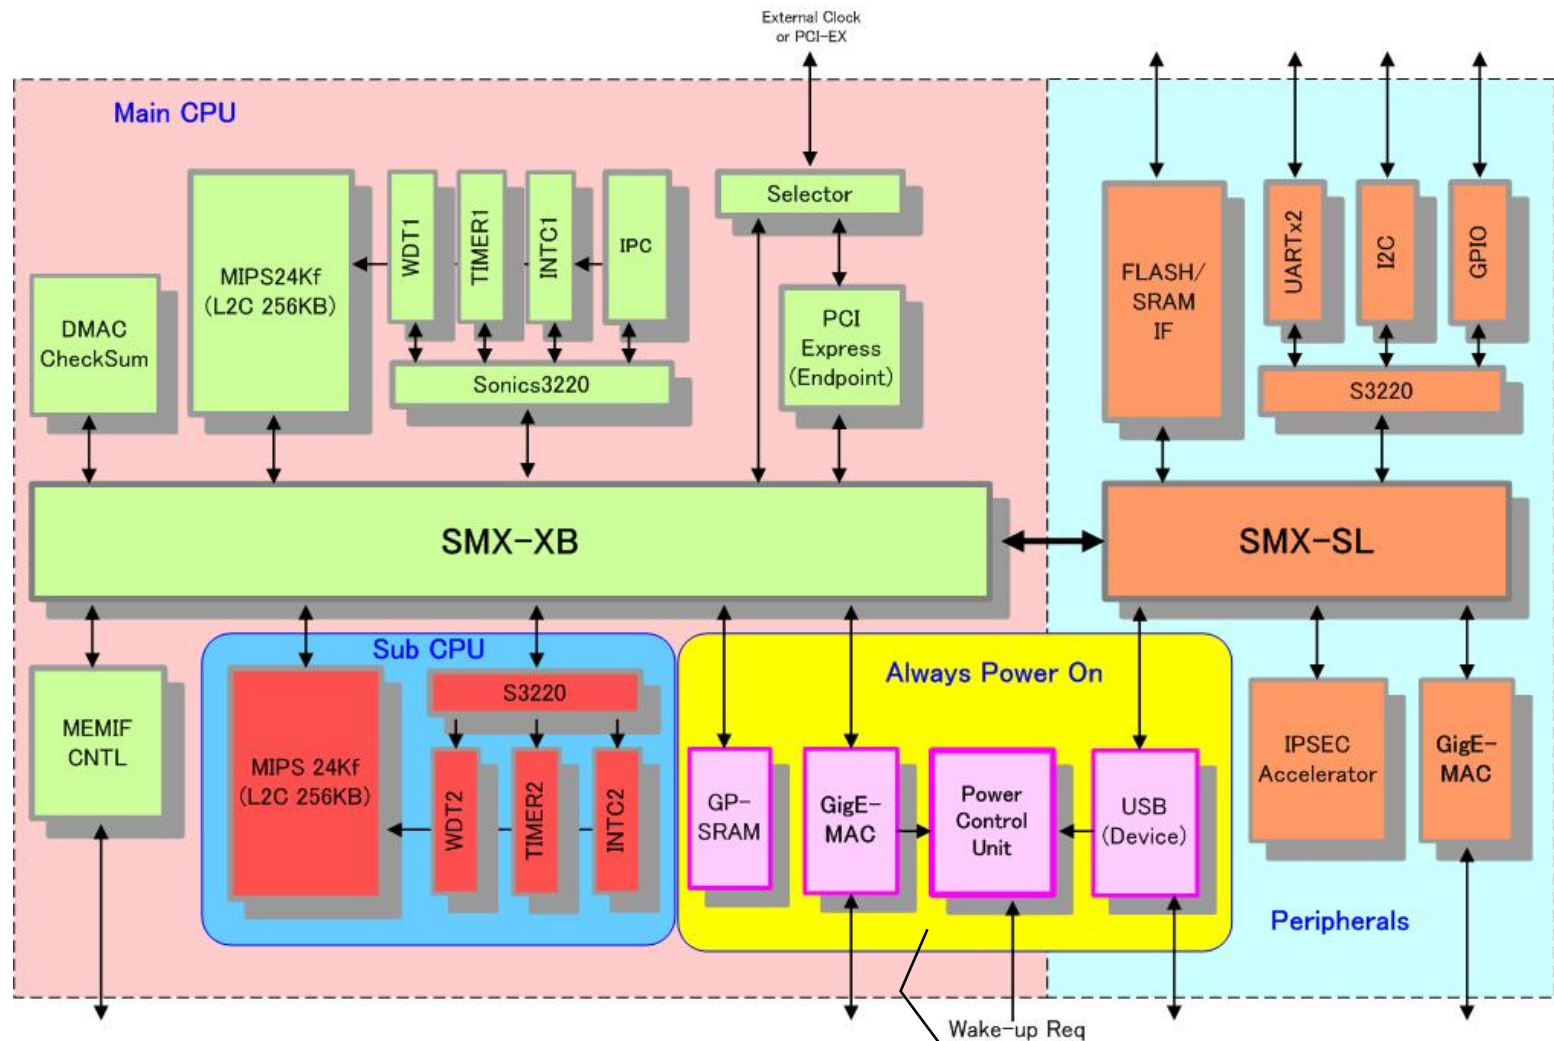 External Clock
or PCI-EX
Main CPU
MIPS24Kf
(L2C 256KB)
WDT1
TIMER1
INTC1
IPC
Selector
DMAC
CheckSum
Sonics3220
PCI
Express
(Endpoint)
FLASH/
SRAM
IF
UARTx2
I2C
GPIO
S3220
SMX-XB
SMX-SL
MEMIF
CNTL
Sub CPU
S3220
MIPS 24Kf
(L2C 256KB)
WDT2
TIMER2
INTC2
Always Power On
GP-
SRAM
GigE-
MAC
Power
Control
Unit
USB
(Device)
IPSEC
Accelerator
GigE-
MAC
Peripherals
Wake-up Req